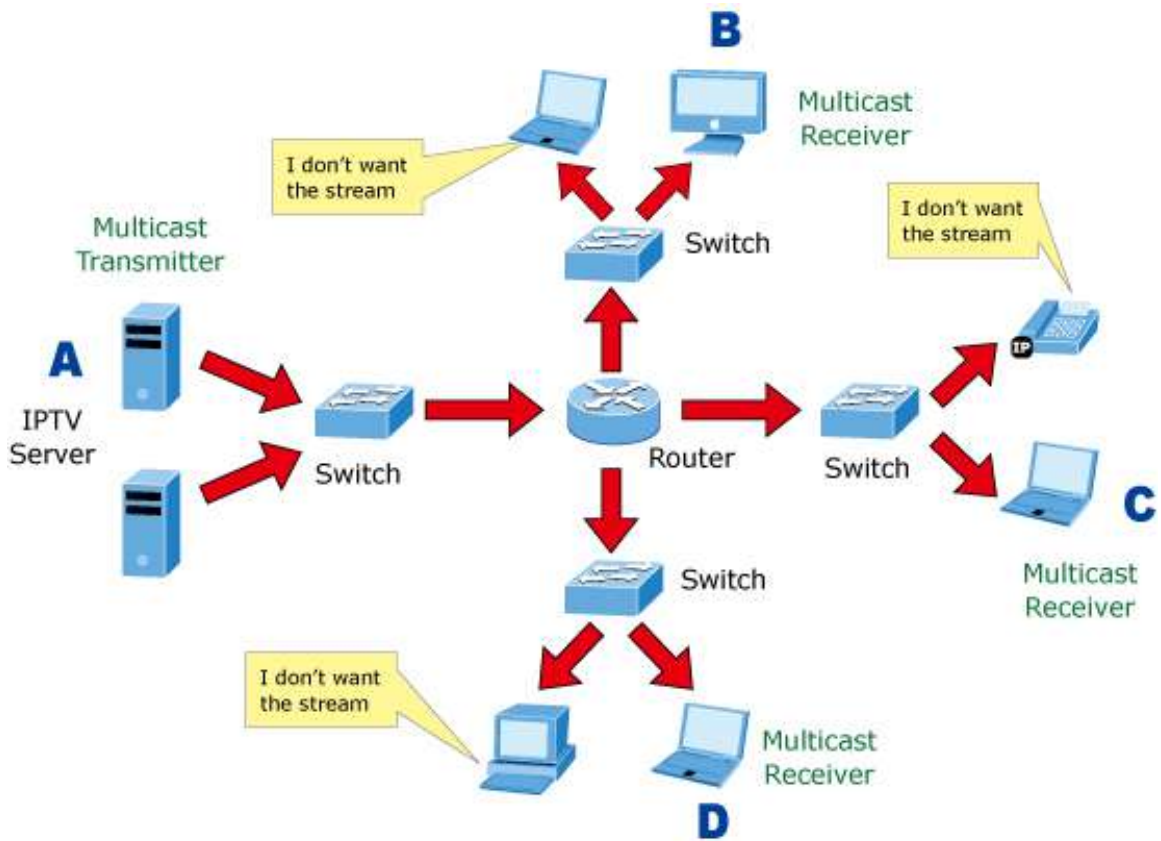 B
Multicast
Receiver
I don't want
the stream
Switch
I don't want
the stream
Multicast
Transmitter
A
IPTV
Server
Switch
Router
Switch
IP
C
Multicast
Receiver
Switch
I don't want
the stream
Multicast
Receiver
D